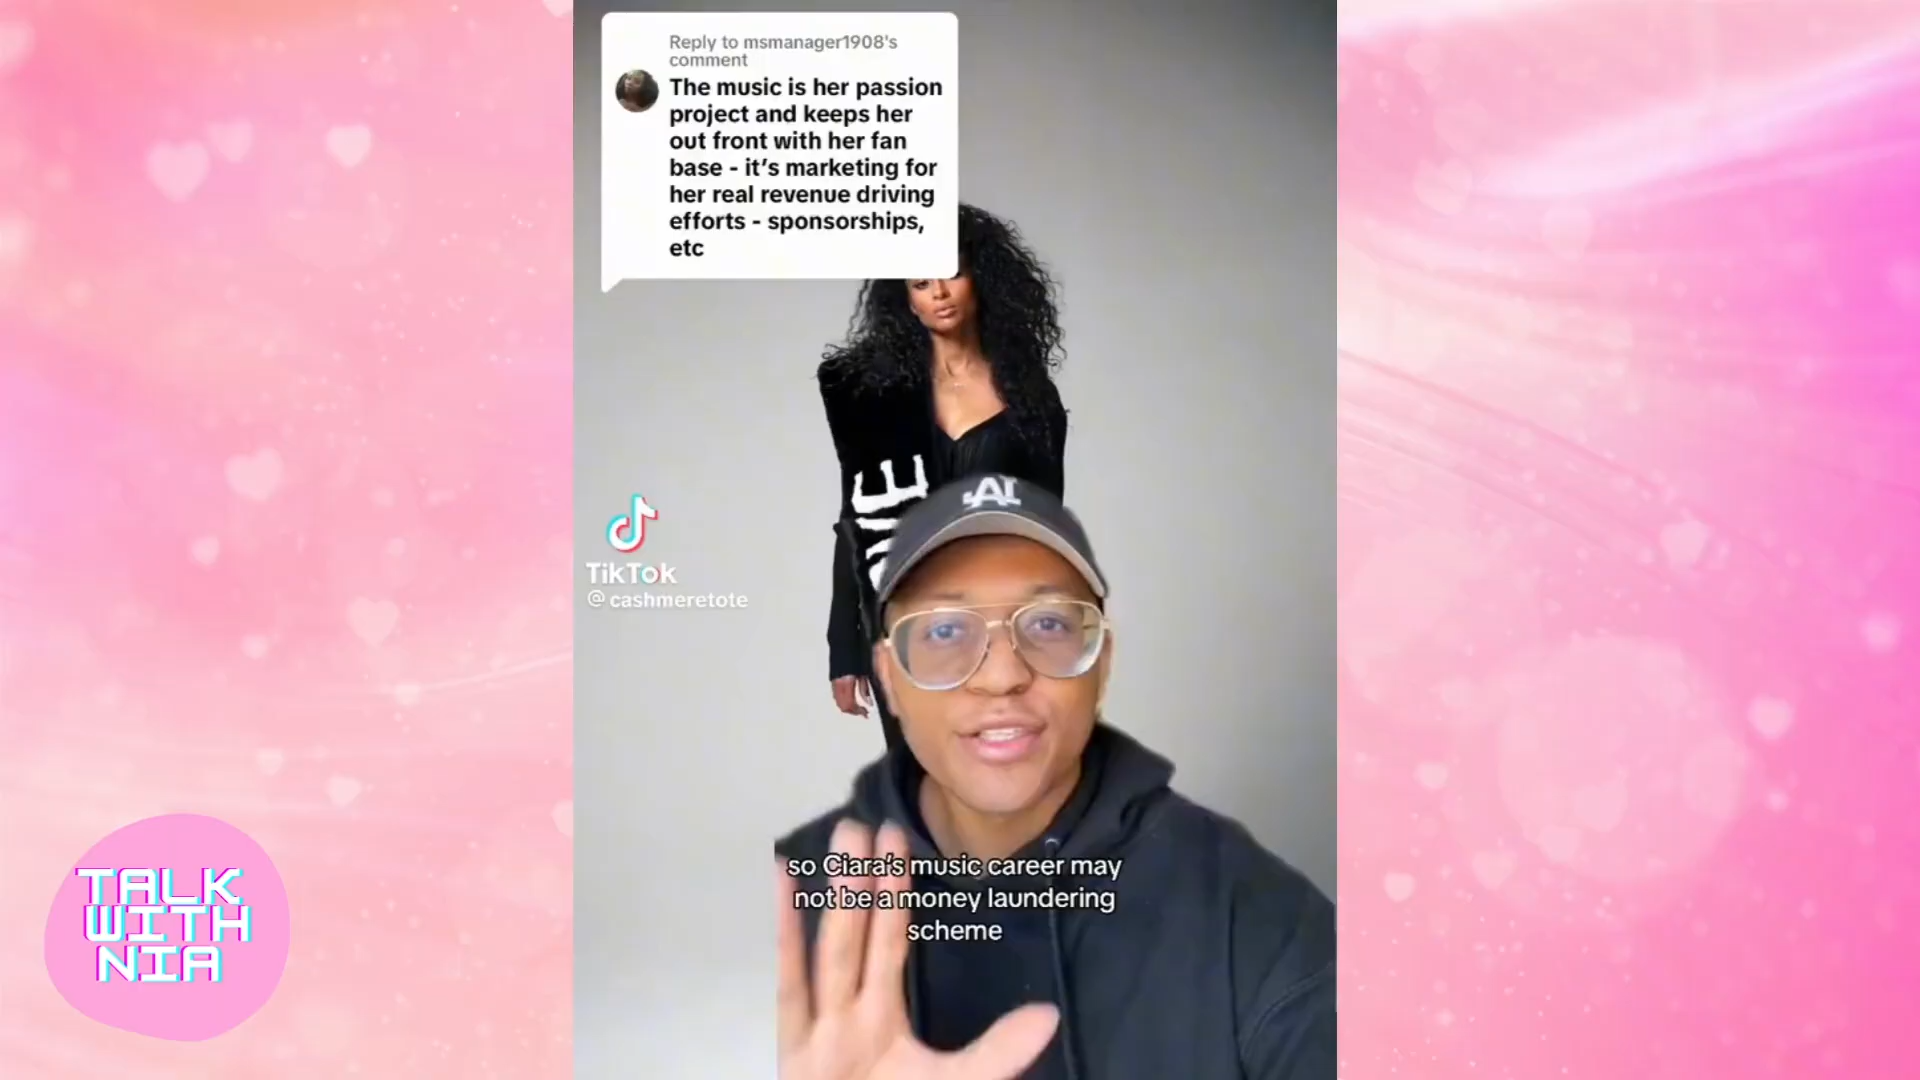 Reply to msmanager1908's
comment
The music is her passion
project and keeps her
out front with her fan
base - it's marketing for
her real revenue driving
efforts - sponsorships,
etc
TikTok
@cashmeretote
so Ciara's music career may
not be a money laundering
scheme
TALK
WITH
NIA